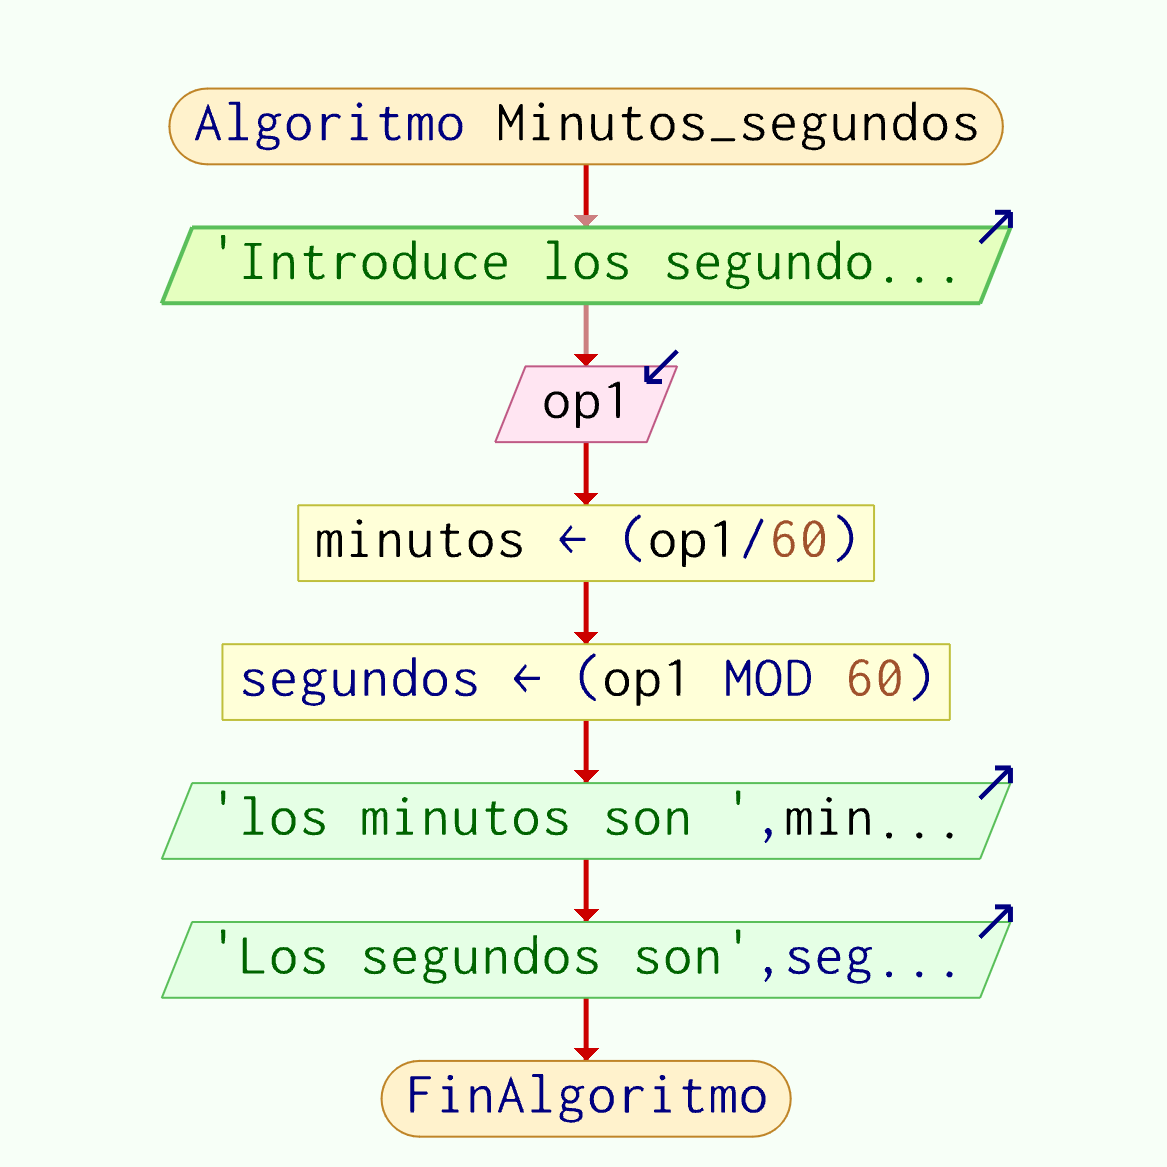 Algoritmo Minutos_segundos
'Introduce los segundo...
op1
minutos ← (op1/60)
segundos ← (op1 MOD 60)
'los minutos son ',min...
'Los segundos son',seg...
FinAlgoritmo